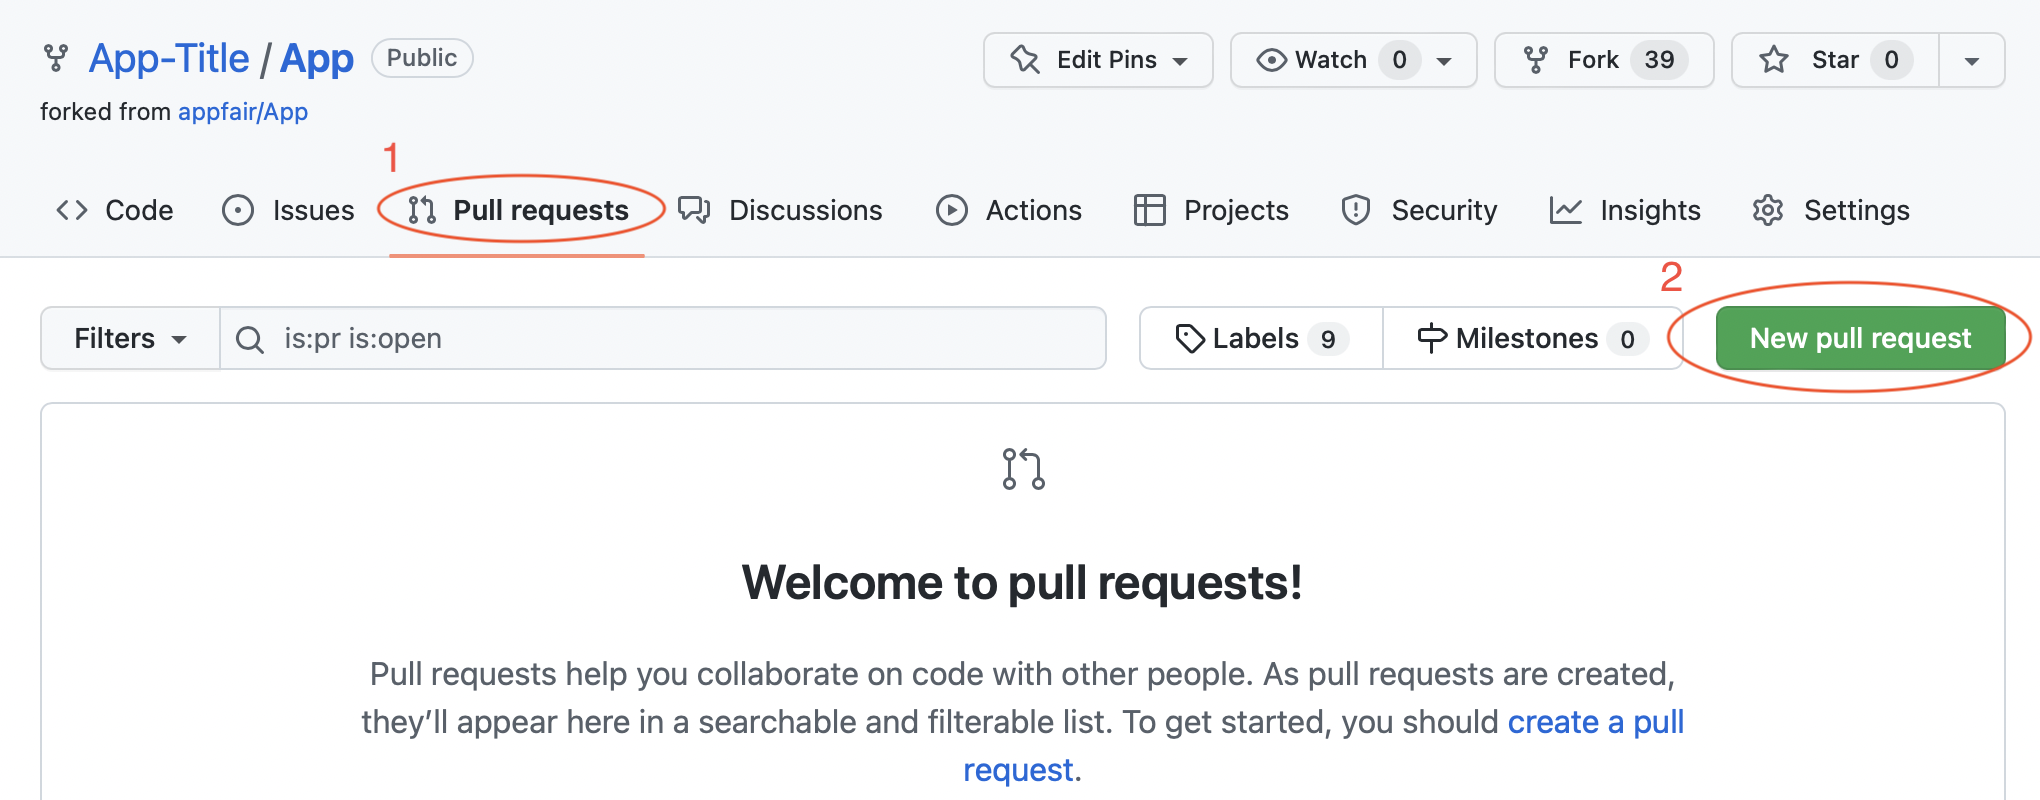 App-Title / App Public
Edit Pins Watch 0 Fork 39 Star 0
forked from appfair/App
1
Code Issues Pull requests Discussions Actions Projects Security Insights Settings
2
Filters is:pr is:open Labels 9 Milestones 0 New pull request
Welcome to pull requests!
Pull requests help you collaborate on code with other people. As pull requests are created,
they’ll appear here in a searchable and filterable list. To get started, you should create a pull
request.